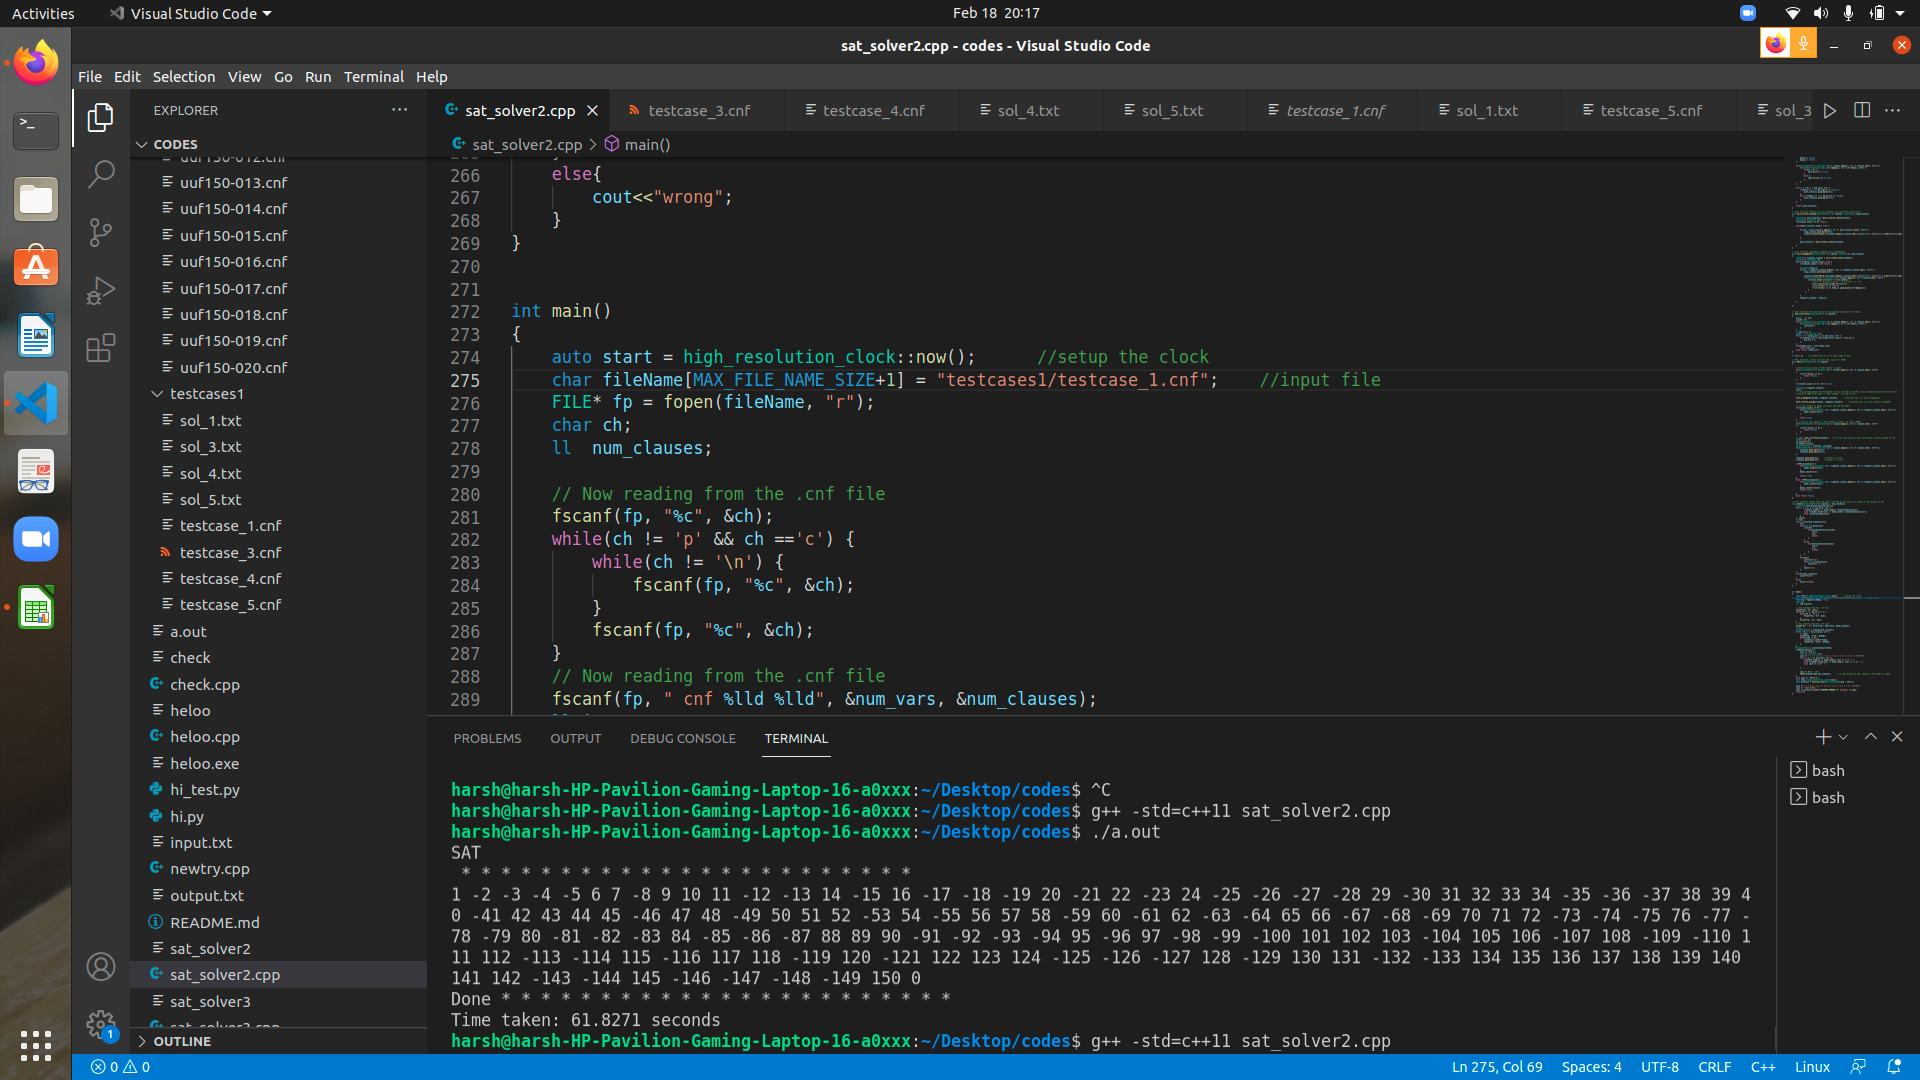 Activities
Visual Studio Code
Feb 18 20:17
sat_solver2.cpp - codes - Visual Studio Code
File Edit Selection View Go Run Terminal Help
EXPLORER
CODES
uuf150-012.cnf
uuf150-013.cnf
uuf150-014.cnf
uuf150-015.cnf
uuf150-016.cnf
uuf150-017.cnf
uuf150-018.cnf
uuf150-019.cnf
uuf150-020.cnf
testcases1
sol_1.txt
sol_3.txt
sol_4.txt
sol_5.txt
testcase_1.cnf
testcase_3.cnf
testcase_4.cnf
testcase_5.cnf
a.out
check
check.cpp
heloo
heloo.cpp
heloo.exe
hi_test.py
hi.py
input.txt
newtry.cpp
output.txt
README.md
sat_solver2
sat_solver2.cpp
sat_solver3
sat_solver3.cpp
OUTLINE
sat_solver2.cpp testcase_3.cnf testcase_4.cnf sol_4.txt sol_5.txt testcase_1.cnf sol_1.txt testcase_5.cnf sol_3
sat_solver2.cpp > main()
266 else{
267 cout<<"wrong";
268 }
269 }
270
271
272 int main()
273 {
274 auto start = high_resolution_clock::now(); //setup the clock
275 char fileName[MAX_FILE_NAME_SIZE+1] = "testcases1/testcase_1.cnf"; //input file
276 FILE* fp = fopen(fileName, "r");
277 char ch;
278 ll num_clauses;
279
280 // Now reading from the .cnf file
281 fscanf(fp, "%c", &ch);
282 while(ch != 'p' && ch =='c') {
283 while(ch != '\n') {
284 fscanf(fp, "%c", &ch);
285 }
286 fscanf(fp, "%c", &ch);
287 }
288 // Now reading from the .cnf file
289 fscanf(fp, " cnf %lld %lld", &num_vars, &num_clauses);
PROBLEMS OUTPUT DEBUG CONSOLE TERMINAL
bash
bash
harsh@harsh-HP-Pavilion-Gaming-Laptop-16-a0xxx:~/Desktop/codes$ ^C
harsh@harsh-HP-Pavilion-Gaming-Laptop-16-a0xxx:~/Desktop/codes$ g++ -std=c++11 sat_solver2.cpp
harsh@harsh-HP-Pavilion-Gaming-Laptop-16-a0xxx:~/Desktop/codes$ ./a.out
SAT
* * * * * * * * * * * * * * * * * * * * * * *
1 -2 -3 -4 -5 6 7 -8 9 10 11 -12 -13 14 -15 16 -17 -18 -19 20 -21 22 -23 24 -25 -26 -27 -28 29 -30 31 32 33 34 -35 -36 -37 38 39 4
0 -41 42 43 44 45 -46 47 48 -49 50 51 52 -53 54 -55 56 57 58 -59 60 -61 62 -63 -64 65 66 -67 -68 -69 70 71 72 -73 -74 -75 76 -77 -
78 -79 80 -81 -82 -83 84 -85 -86 -87 88 89 90 -91 -92 -93 -94 95 -96 97 -98 -99 -100 101 102 103 -104 105 106 -107 108 -109 -110 1
11 112 -113 -114 115 -116 117 118 -119 120 -121 122 123 124 -125 -126 -127 128 -129 130 131 -132 -133 134 135 136 137 138 139 140
141 142 -143 -144 145 -146 -147 -148 -149 150 0
Done * * * * * * * * * * * * * * * * * * * * * * *
Time taken: 61.8271 seconds
harsh@harsh-HP-Pavilion-Gaming-Laptop-16-a0xxx:~/Desktop/codes$ g++ -std=c++11 sat_solver2.cpp
1
0 0
Ln 275, Col 69 Spaces: 4 UTF-8 CRLF C++ Linux